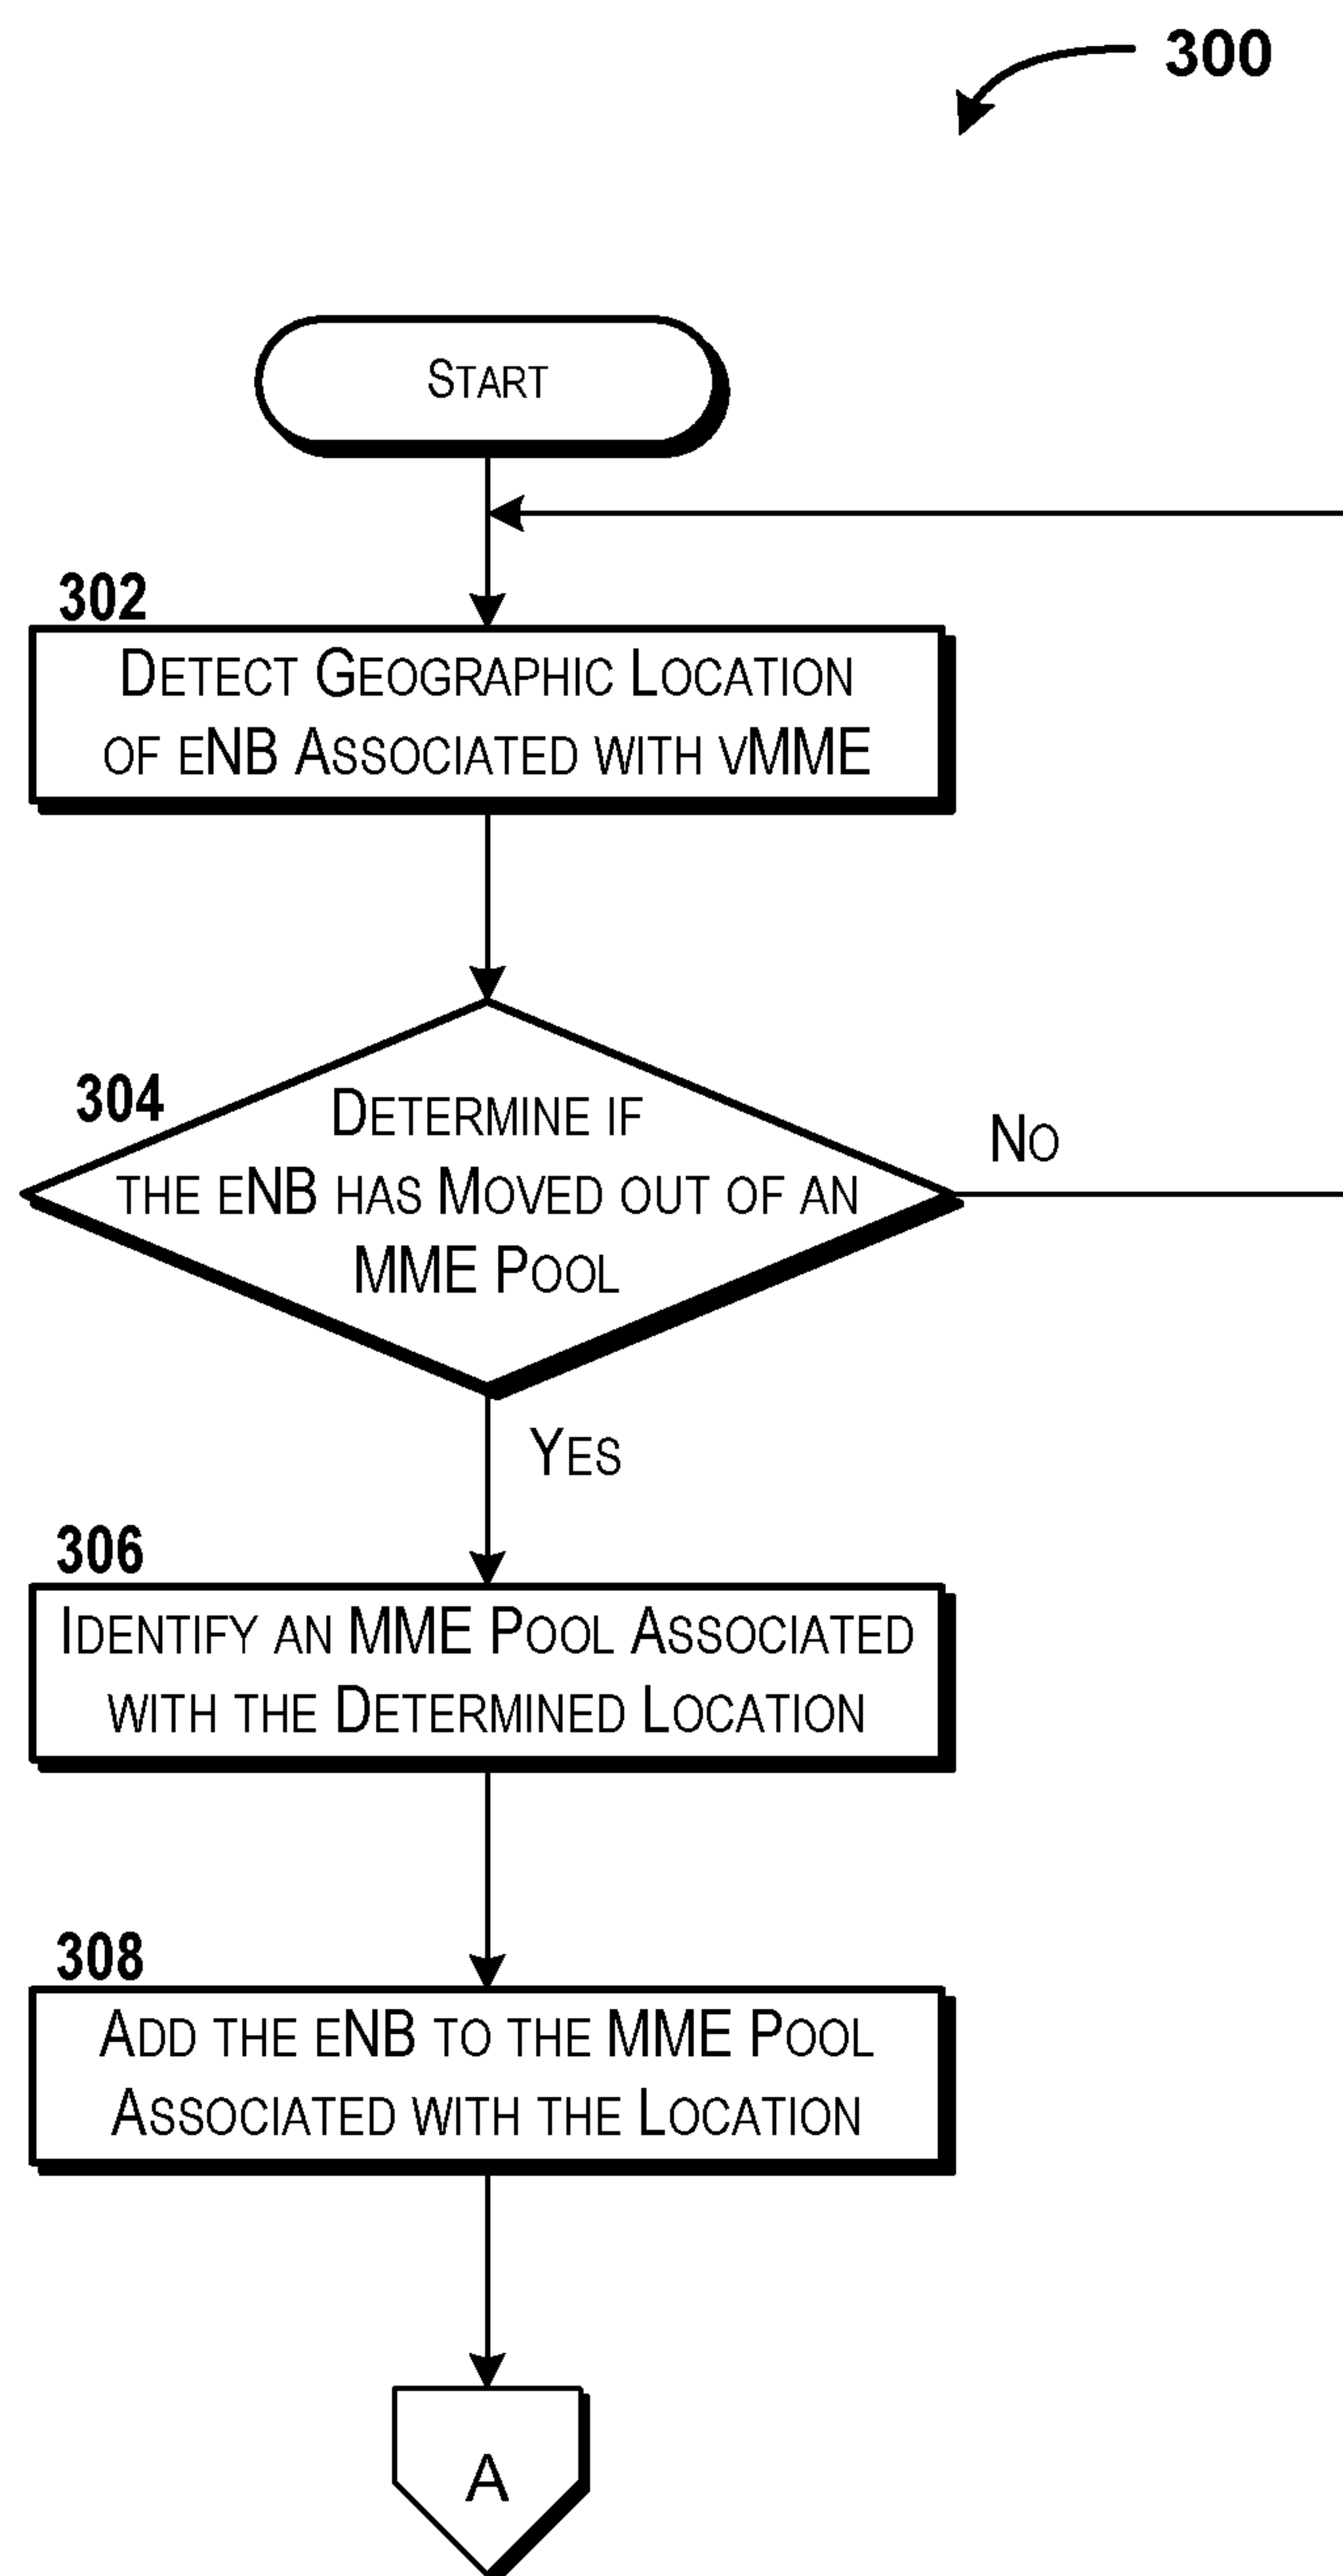 300
START
302
DETECT GEOGRAPHIC LOCATION
OF ENB ASSOCIATED WITH VMME
304
DETERMINE IF
THE ENB HAS MOVED OUT OF AN
MME POOL
NO
YES
306
IDENTIFY AN MME POOL ASSOCIATED
WITH THE DETERMINED LOCATION
308
ADD THE ENB TO THE MME POOL
ASSOCIATED WITH THE LOCATION
A